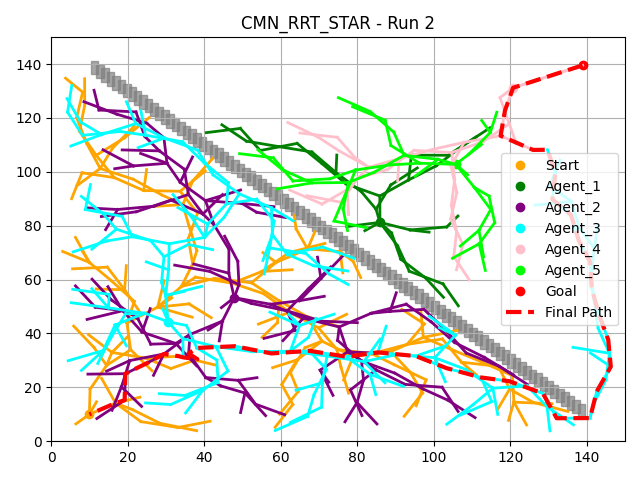 CMN_RRT_STAR - Run 2
140
120
100
80
60
40
20
0
0 20 40 60 80 100 120 140
Start
Agent_1
Agent_2
Agent_3
Agent_4
Agent_5
Goal
Final Path